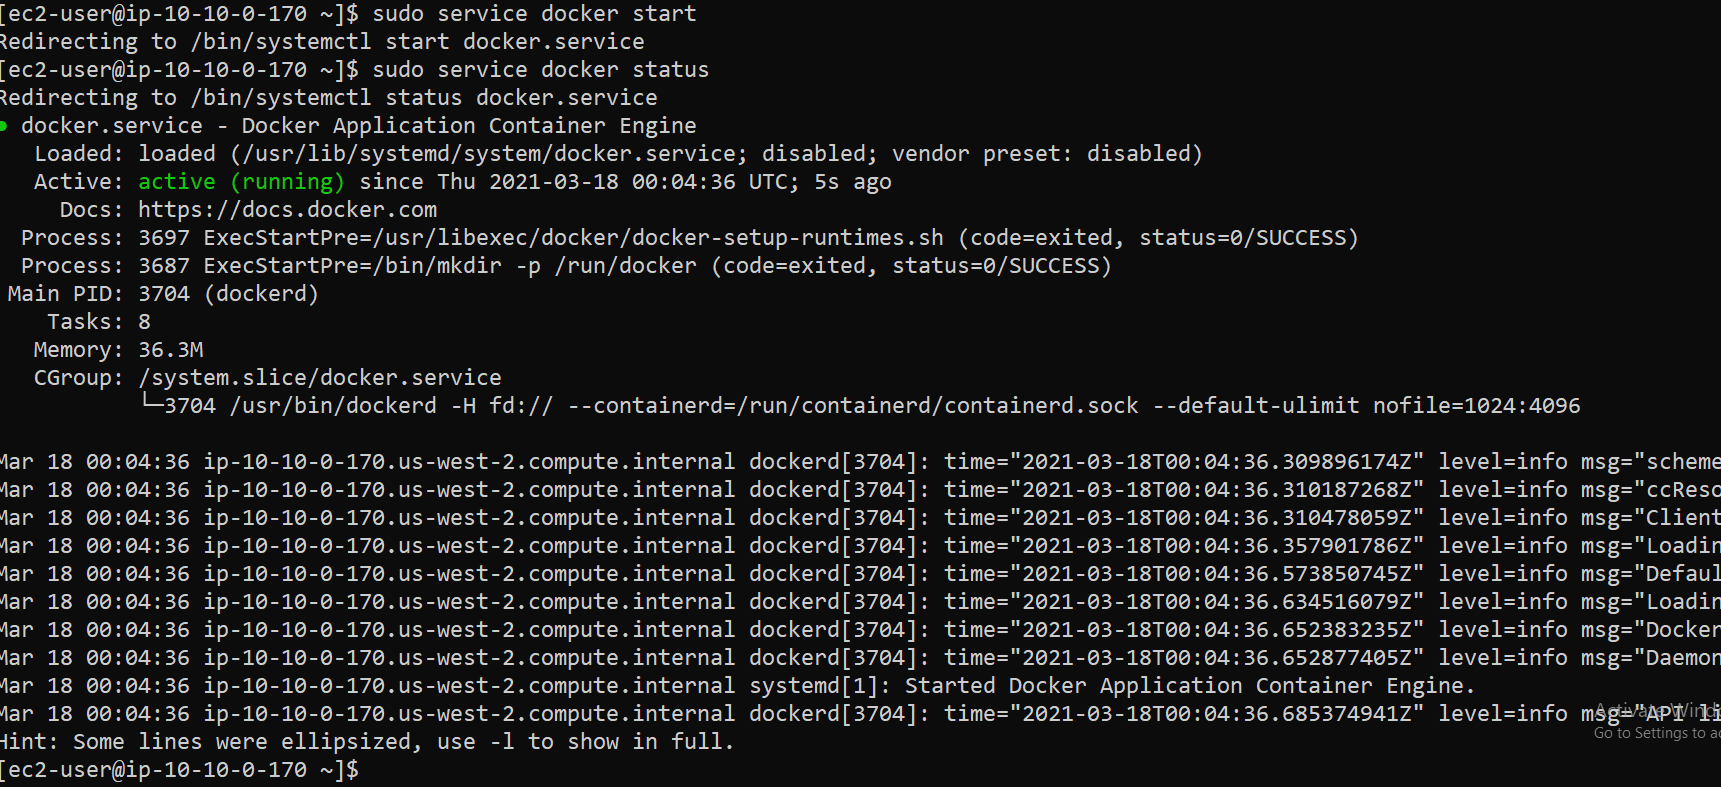 [ec2-user@ip-10-10-0-170 ~]$ sudo service docker start
Redirecting to /bin/systemctl start docker.service
[ec2-user@ip-10-10-0-170 ~]$ sudo service docker status
Redirecting to /bin/systemctl status docker.service
● docker.service - Docker Application Container Engine
Loaded: loaded (/usr/lib/systemd/system/docker.service; disabled; vendor preset: disabled)
Active: active (running) since Thu 2021-03-18 00:04:36 UTC; 5s ago
Docs: https://docs.docker.com
Process: 3697 ExecStartPre=/usr/libexec/docker/docker-setup-runtimes.sh (code=exited, status=0/SUCCESS)
Process: 3687 ExecStartPre=/bin/mkdir -p /run/docker (code=exited, status=0/SUCCESS)
Main PID: 3704 (dockerd)
Tasks: 8
Memory: 36.3M
CGroup: /system.slice/docker.service
└─3704 /usr/bin/dockerd -H fd:// --containerd=/run/containerd/containerd.sock --default-ulimit nofile=1024:4096
Mar 18 00:04:36 ip-10-10-0-170.us-west-2.compute.internal dockerd[3704]: time="2021-03-18T00:04:36.309896174Z" level=info msg="scheme
Mar 18 00:04:36 ip-10-10-0-170.us-west-2.compute.internal dockerd[3704]: time="2021-03-18T00:04:36.310187268Z" level=info msg="ccReso
Mar 18 00:04:36 ip-10-10-0-170.us-west-2.compute.internal dockerd[3704]: time="2021-03-18T00:04:36.310478059Z" level=info msg="Client
Mar 18 00:04:36 ip-10-10-0-170.us-west-2.compute.internal dockerd[3704]: time="2021-03-18T00:04:36.357901786Z" level=info msg="Loadin
Mar 18 00:04:36 ip-10-10-0-170.us-west-2.compute.internal dockerd[3704]: time="2021-03-18T00:04:36.573850745Z" level=info msg="Defaul
Mar 18 00:04:36 ip-10-10-0-170.us-west-2.compute.internal dockerd[3704]: time="2021-03-18T00:04:36.634516079Z" level=info msg="Loadin
Mar 18 00:04:36 ip-10-10-0-170.us-west-2.compute.internal dockerd[3704]: time="2021-03-18T00:04:36.652383235Z" level=info msg="Docker
Mar 18 00:04:36 ip-10-10-0-170.us-west-2.compute.internal dockerd[3704]: time="2021-03-18T00:04:36.652877405Z" level=info msg="Daemon
Mar 18 00:04:36 ip-10-10-0-170.us-west-2.compute.internal systemd[1]: Started Docker Application Container Engine.
Mar 18 00:04:36 ip-10-10-0-170.us-west-2.compute.internal dockerd[3704]: time="2021-03-18T00:04:36.685374941Z" level=info msg="API li
Activate Wind
Go to Settings to a
Hint: Some lines were ellipsized, use -l to show in full.
[ec2-user@ip-10-10-0-170 ~]$